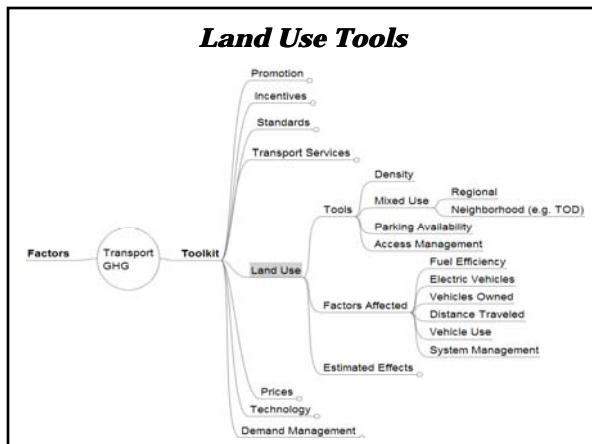 Land Use Tools
Promotion
Incentives
Standards
Transport Services
Density
Mixed Use
Regional
Neighborhood (e.g. TOD)
Tools
Parking Availability
Access Management
Factors
Transport
GHG
Toolkit
Land Use
Fuel Efficiency
Electric Vehicles
Vehicles Owned
Factors Affected
Distance Traveled
Vehicle Use
System Management
Estimated Effects
Prices
Technology
Demand Management